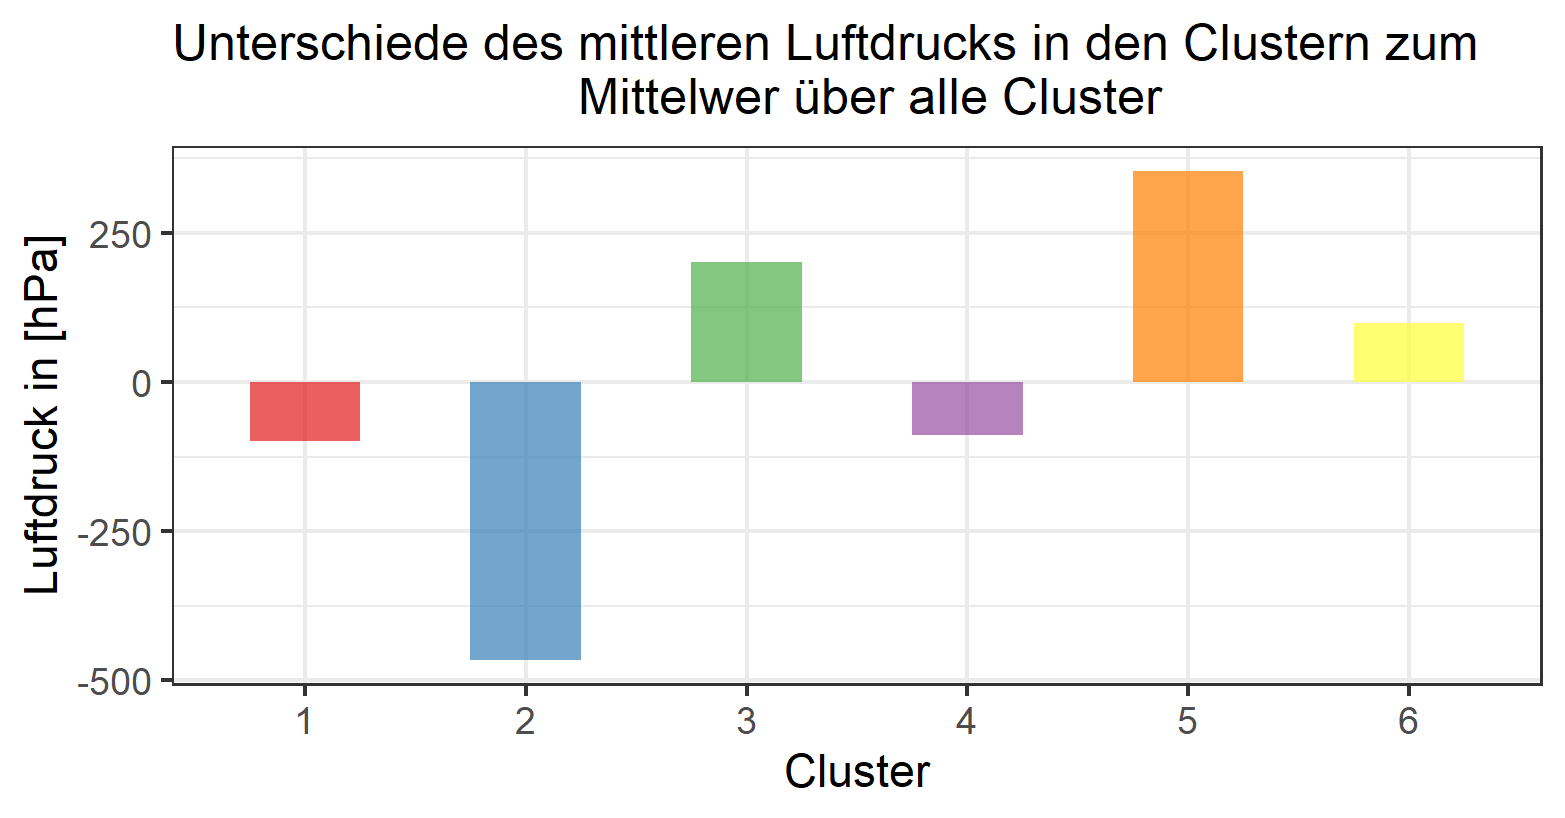 Unterschiede des mittleren Luftdrucks in den Clustern zum
Mittelwer über alle Cluster
Luftdruck in [hPa]
250
0
-250
-500
1 2 3 4 5 6
Cluster